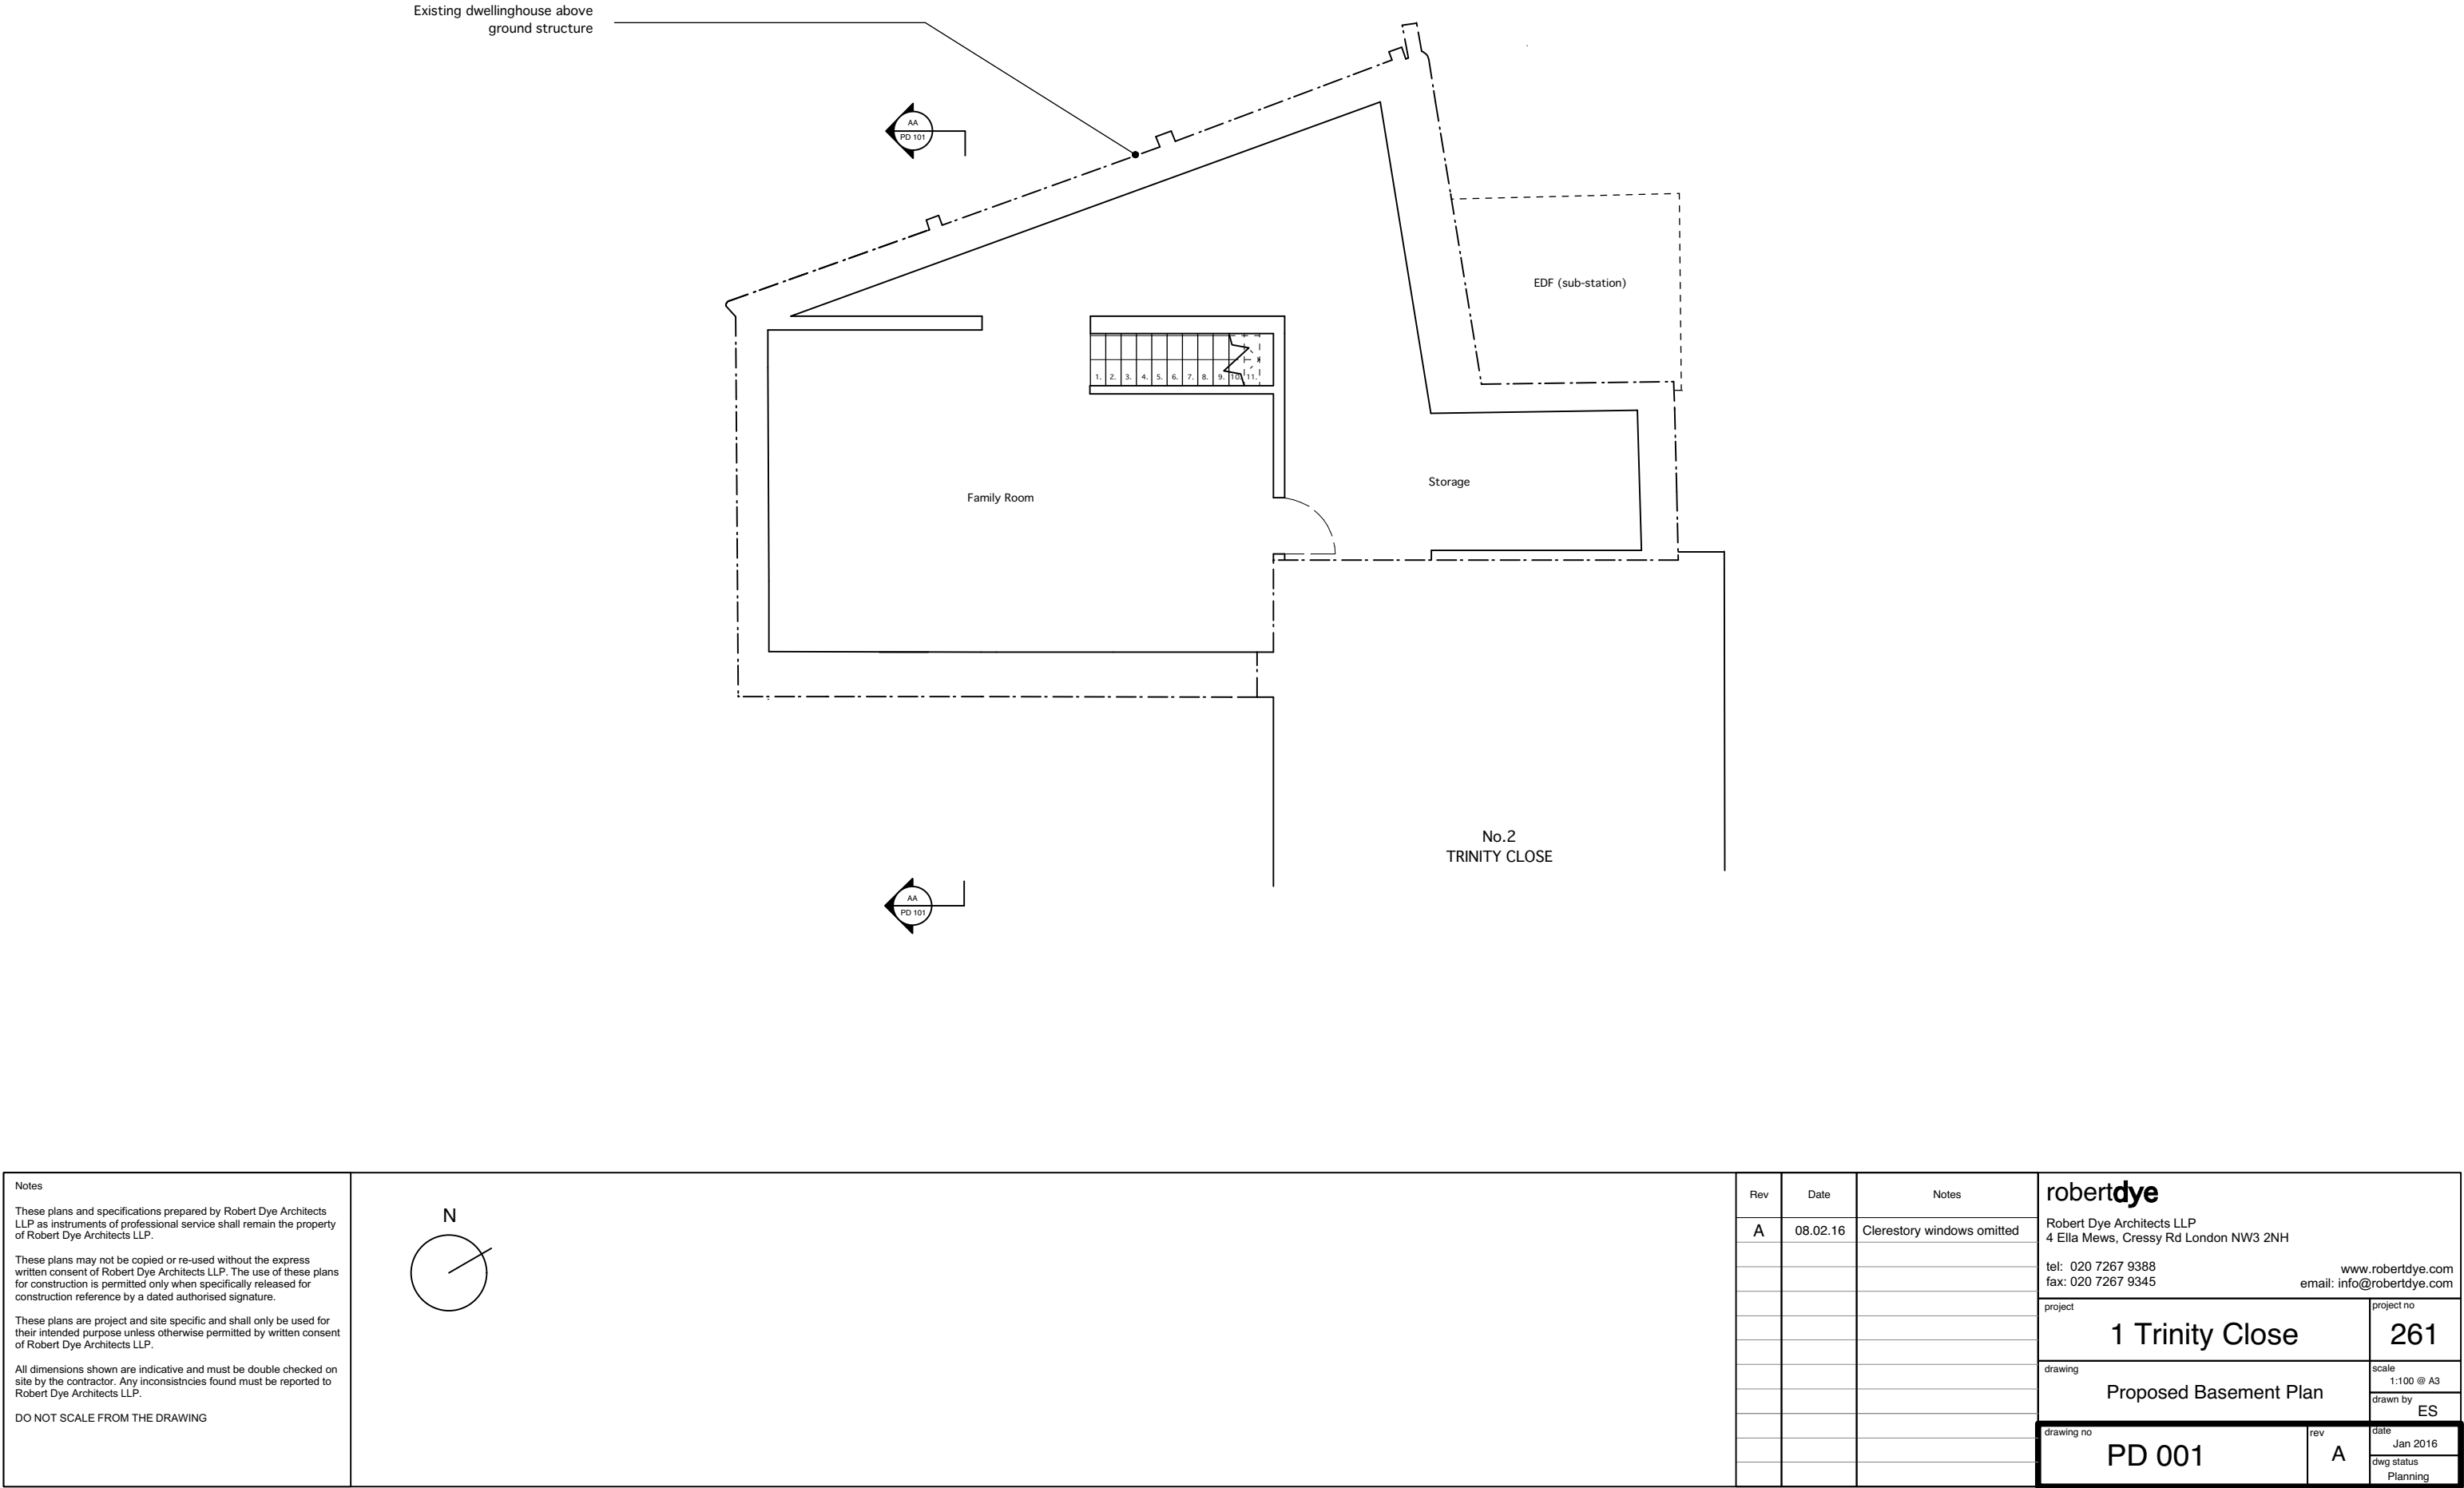 Existing dwellinghouse above
ground structure
AA
PD 101
EDF (sub-station)
1. 2. 3. 4. 5. 6. 7. 8. 9. 10. 11.
Storage
Family Room
No.2
TRINITY CLOSE
AA
PD 101
Notes
These plans and specifications prepared by Robert Dye Architects
LLP as instruments of professional service shall remain the property
of Robert Dye Architects LLP.
These plans may not be copied or re-used without the express
written consent of Robert Dye Architects LLP. The use of these plans
for construction is permitted only when specifically released for
construction reference by a dated authorised signature.
These plans are project and site specific and shall only be used for
their intended purpose unless otherwise permitted by written consent
of Robert Dye Architects LLP.
All dimensions shown are indicative and must be double checked on
site by the contractor. Any inconsistncies found must be reported to
Robert Dye Architects LLP.
DO NOT SCALE FROM THE DRAWING
N
Rev Date Notes
A 08.02.16 Clerestory windows omitted
robertdye
Robert Dye Architects LLP
4 Ella Mews, Cressy Rd London NW3 2NH
tel: 020 7267 9388
fax: 020 7267 9345
www.robertdye.com
email: info@robertdye.com
project
1 Trinity Close
project no
261
drawing
Proposed Basement Plan
scale
1:100 @ A3
drawn by
ES
drawing no
PD 001
rev
A
date
Jan 2016
dwg status
Planning